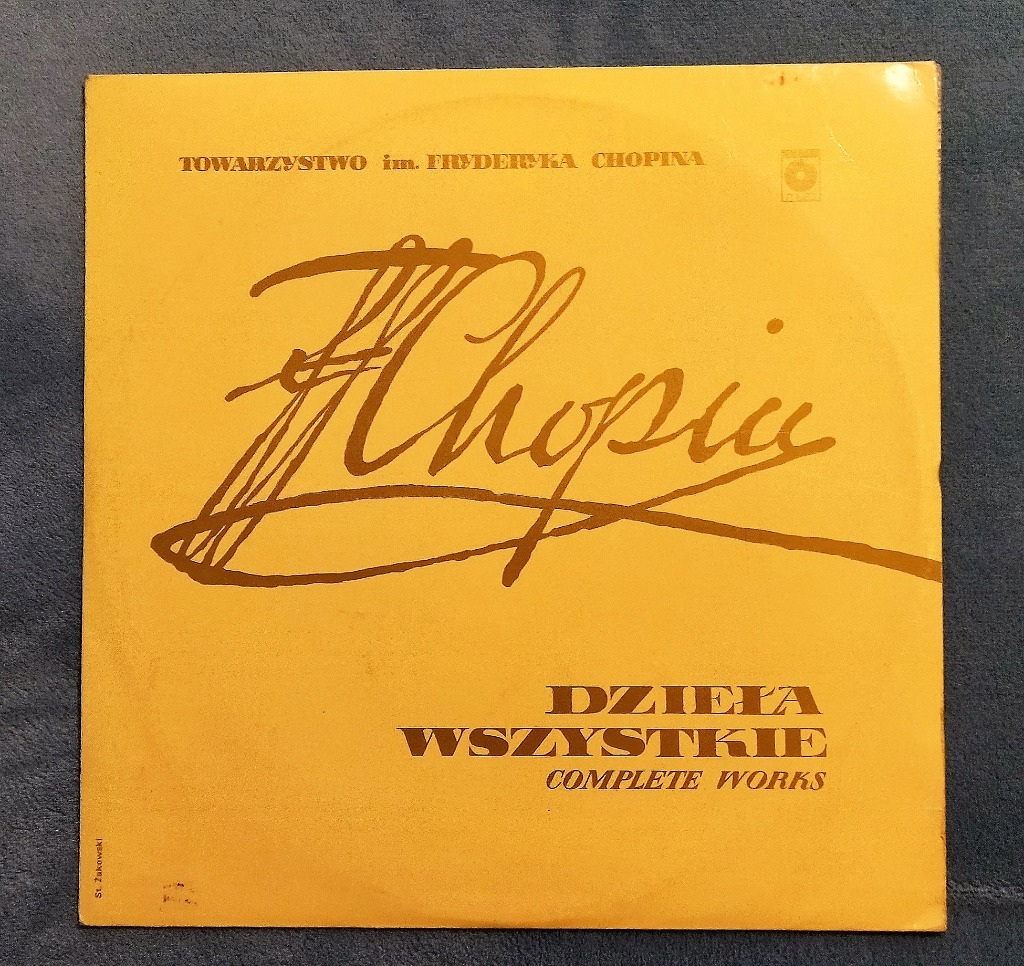 TOWARZYSTWO im. FRYDERYKA CHOPINA
FChopin
DZIEŁA
WSZYSTKIE
COMPLETE WORKS
St. Żakowski